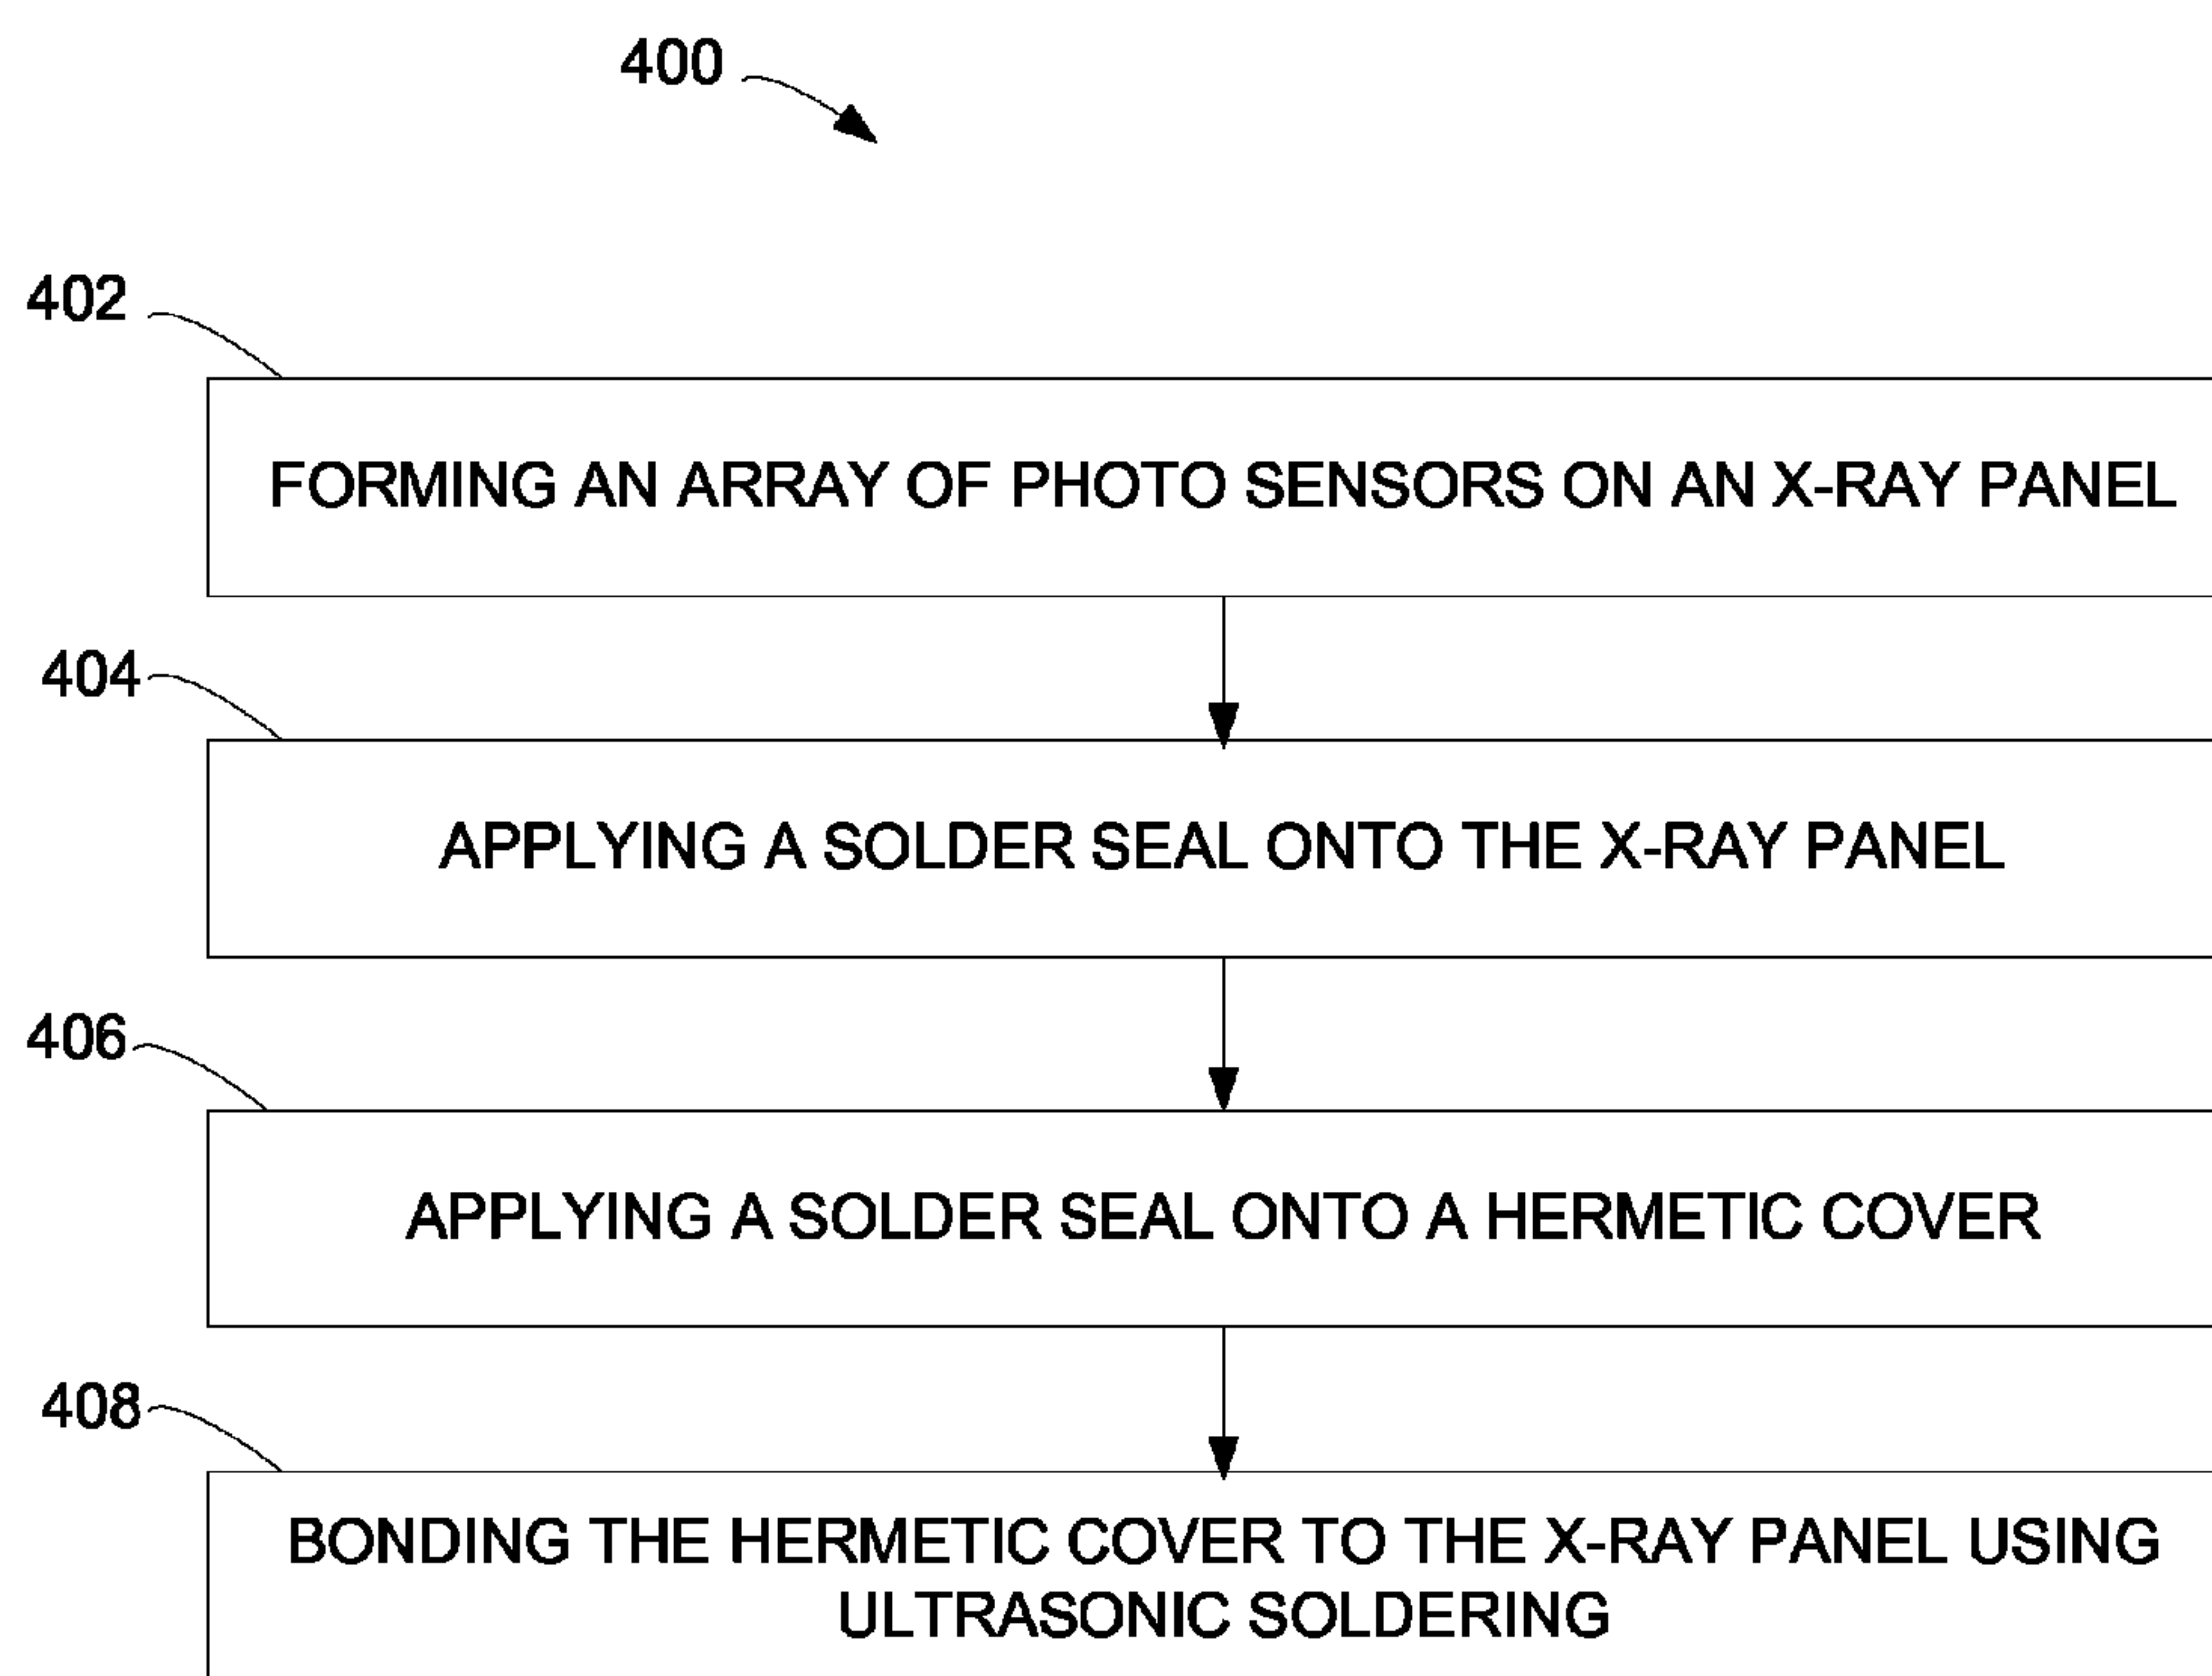 400
402
FORMING AN ARRAY OF PHOTO SENSORS ON AN X-RAY PANEL
404
APPLYING A SOLDER SEAL ONTO THE X-RAY PANEL
406
APPLYING A SOLDER SEAL ONTO A HERMETIC COVER
408
BONDING THE HERMETIC COVER TO THE X-RAY PANEL USING
ULTRASONIC SOLDERING